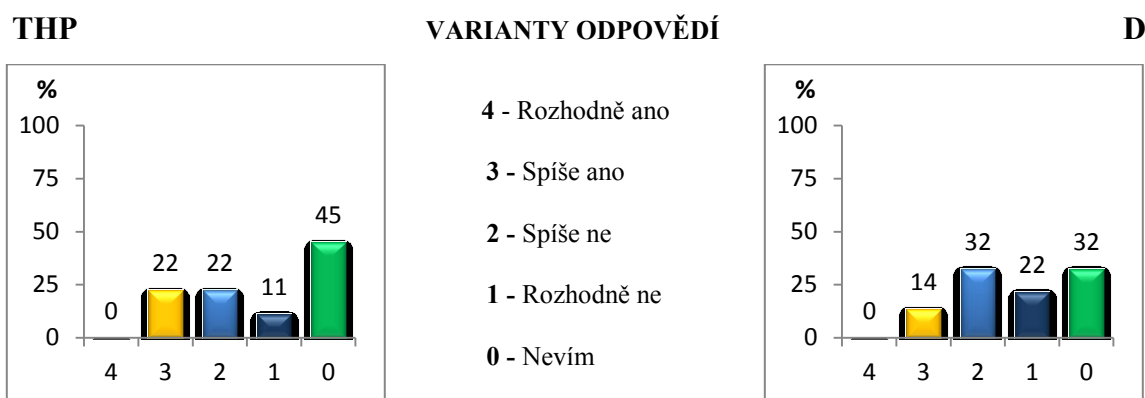 THP VARIANTY ODPOVĚDÍ D
%
100
75
50
25
0
0 22 22 11 45
4 3 2 1 0
4 - Rozhodně ano
3 - Spíše ano
2 - Spíše ne
1 - Rozhodně ne
0 - Nevím
%
100
75
50
25
0
0 14 32 22 32
4 3 2 1 0